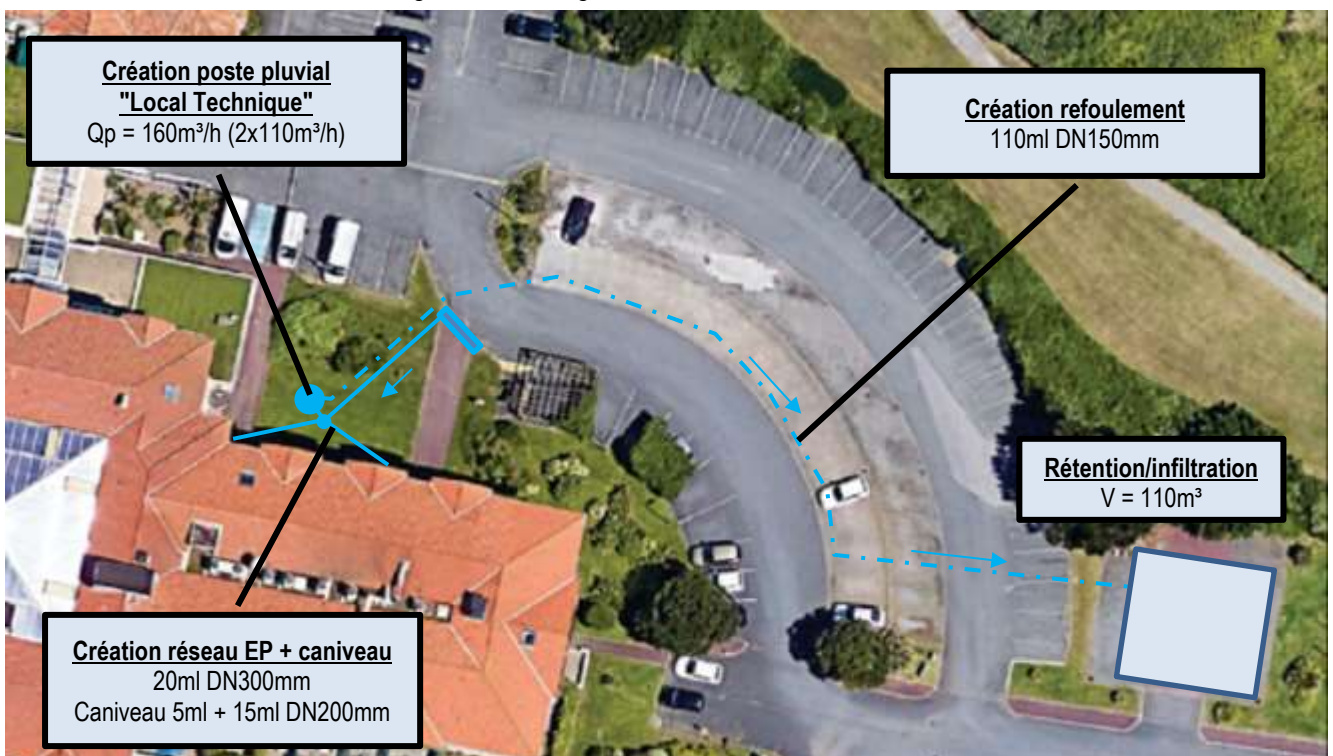 Création poste pluvial
"Local Technique"
Qp = 160m³/h (2x110m³/h)
Création refoulement
110ml DN150mm
Rétention/infiltration
V = 110m³
Création réseau EP + caniveau
20ml DN300mm
Caniveau 5ml + 15ml DN200mm